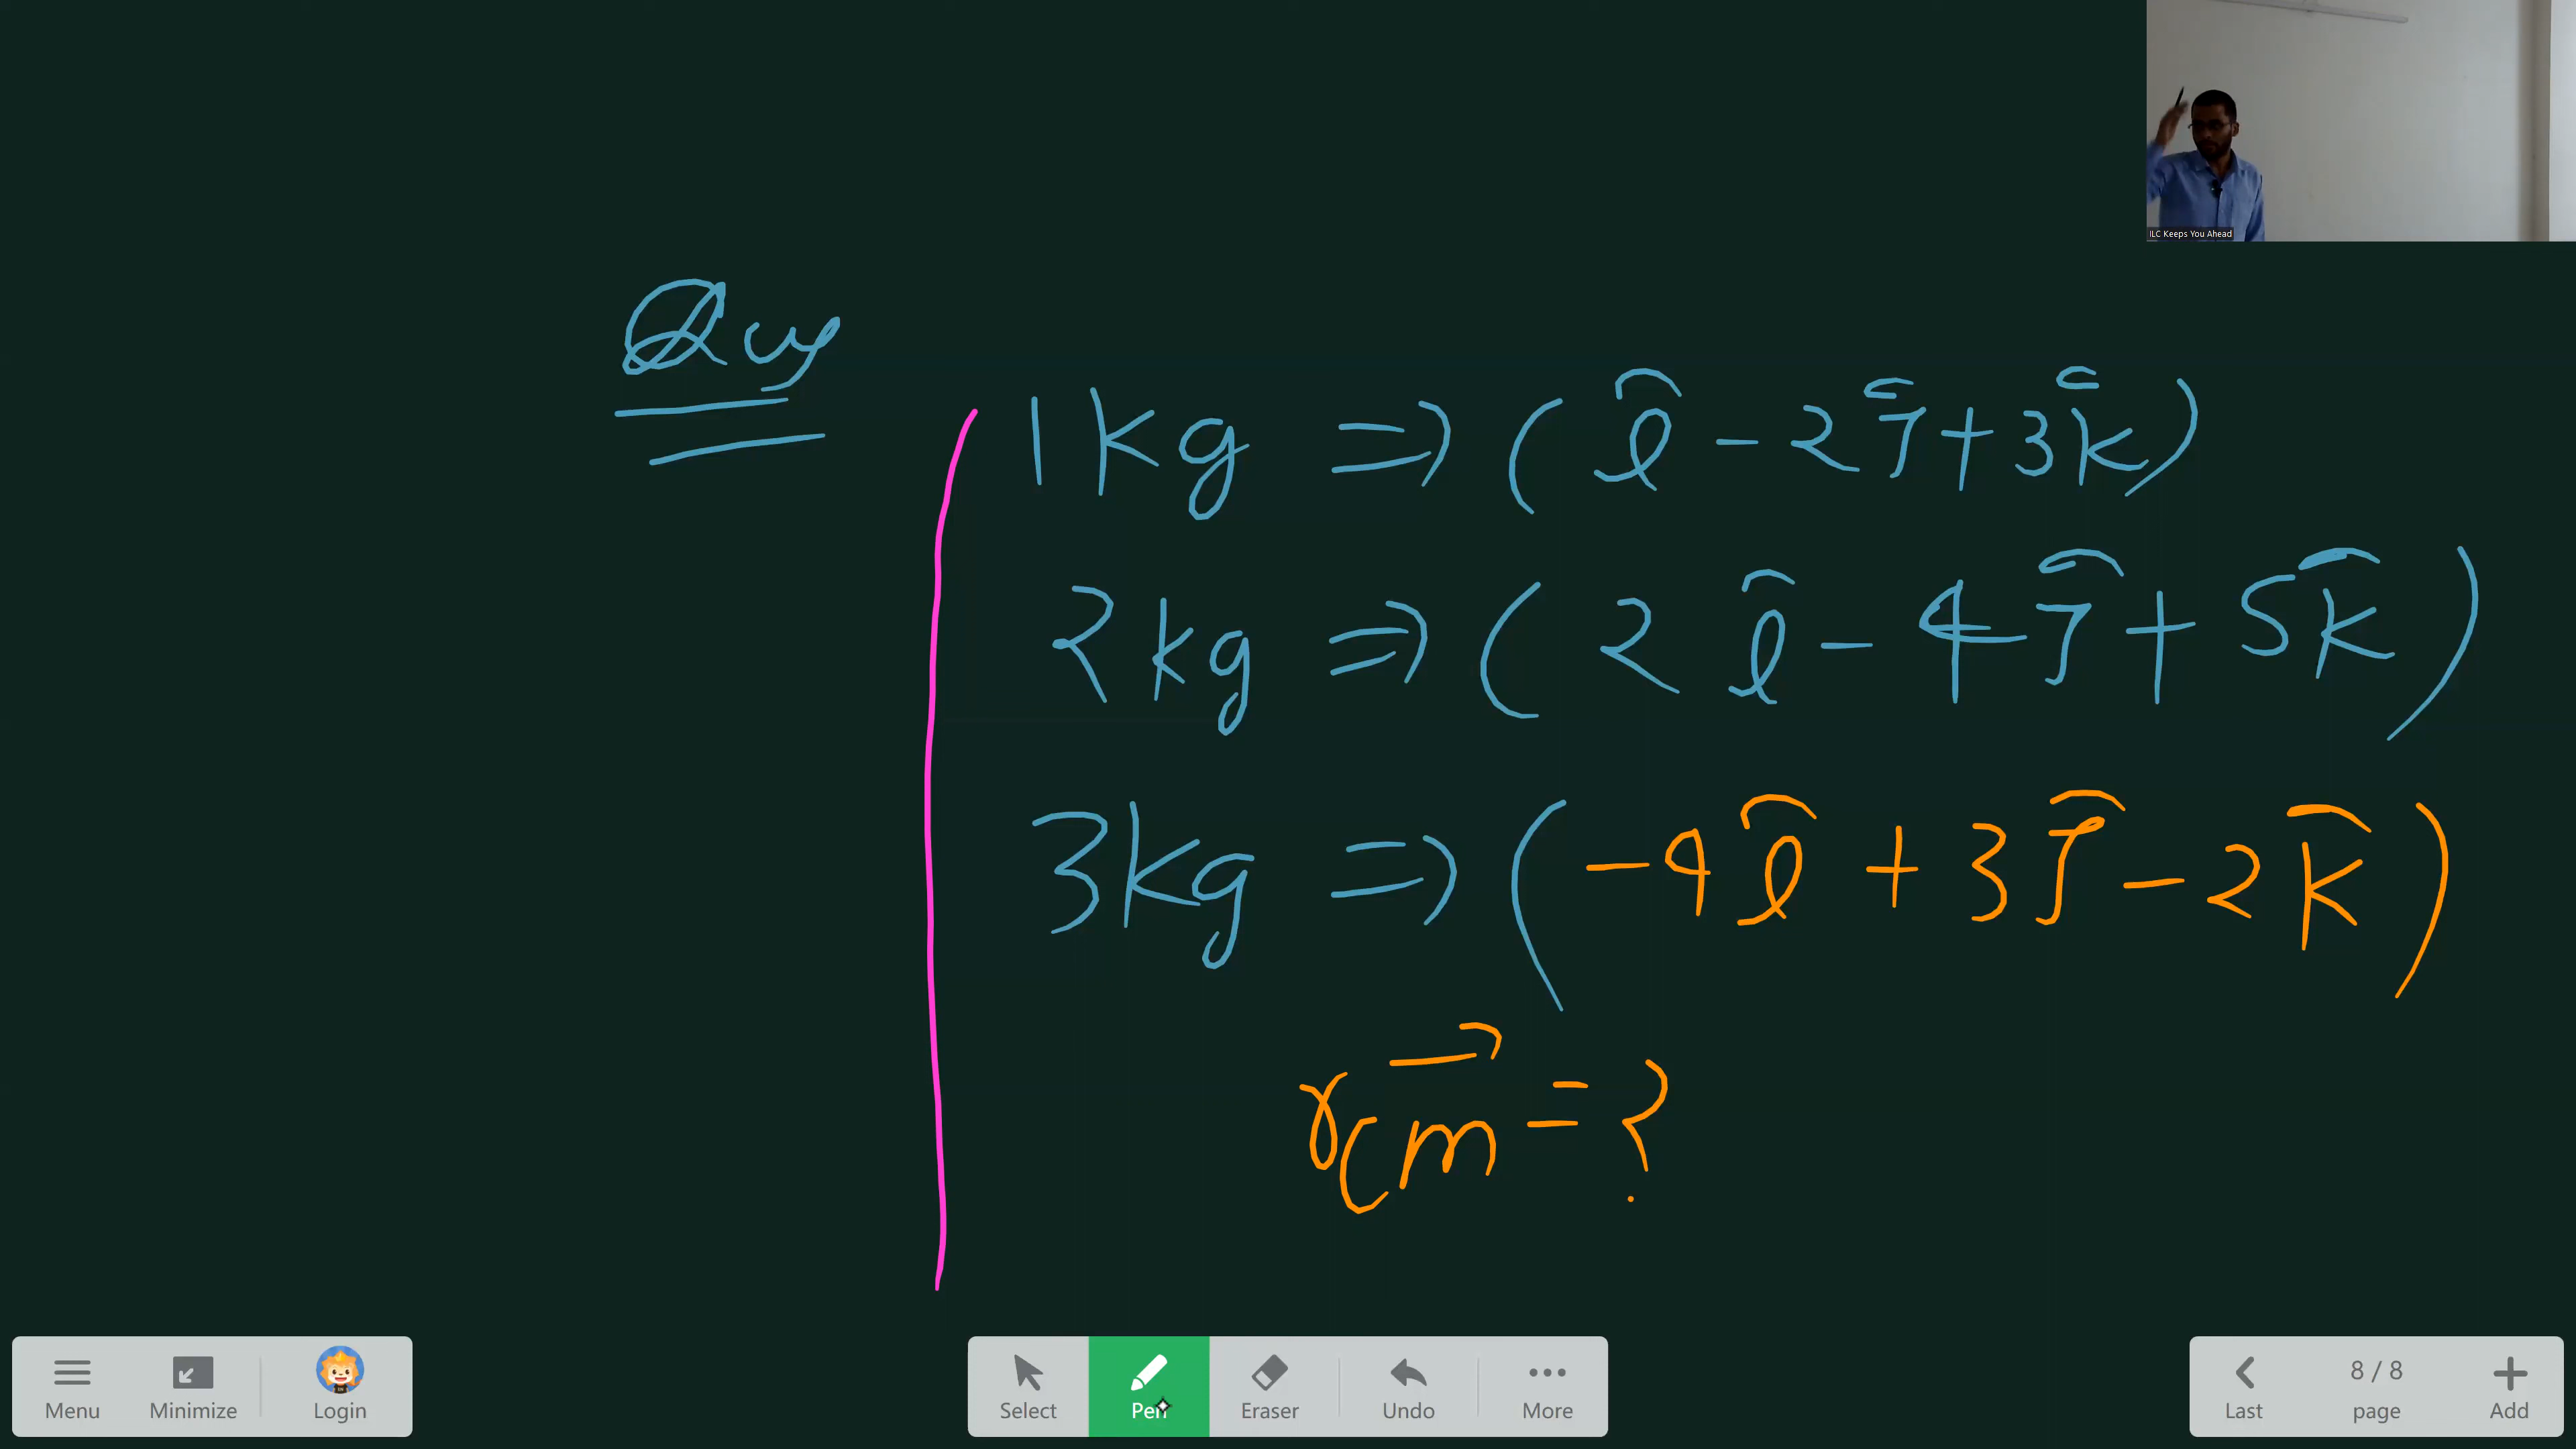 ILC Keeps You Ahead
Que
1kg ⇒ (î - 2ĵ + 3k̂)
2kg ⇒ (2î - 4ĵ + 5k̂)
3kg ⇒ (-4î + 3ĵ - 2k̂)
r⃗cm = ?
Menu Minimize Login
Select Pen Eraser Undo More
8 / 8
Last page Add